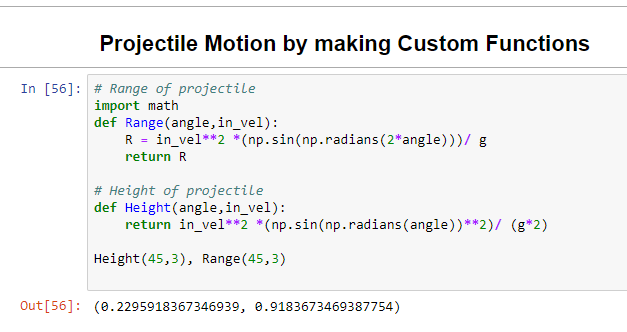 Projectile Motion by making Custom Functions
In [56]: # Range of projectile
import math
def Range(angle,in_vel):
    R = in_vel**2 *(np.sin(np.radians(2*angle)))/ g
    return R

# Height of projectile
def Height(angle,in_vel):
    return in_vel**2 *(np.sin(np.radians(angle))**2)/ (g*2)

Height(45,3), Range(45,3)
Out[56]: (0.2295918367346939, 0.9183673469387754)